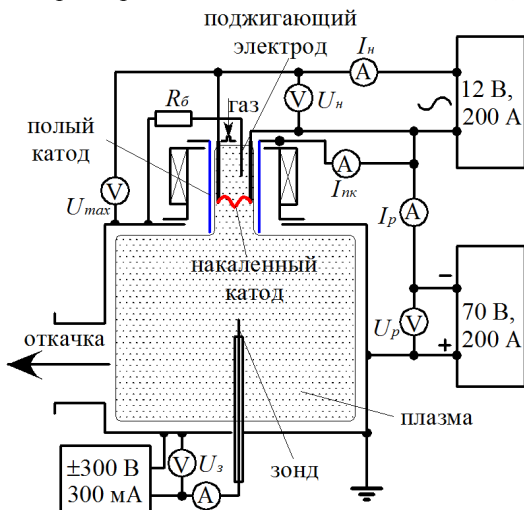 поджигающий
электрод
Iн
A
12 В,
200 А
Rб
газ
V
Uн
полый
катод
A
Iпк
V
Umax
Iр
A
накаленный
катод
–
70 В,
200 А
Uр
V
+
откачка
плазма
±300 В
300 мА
V
Uз
A
зонд